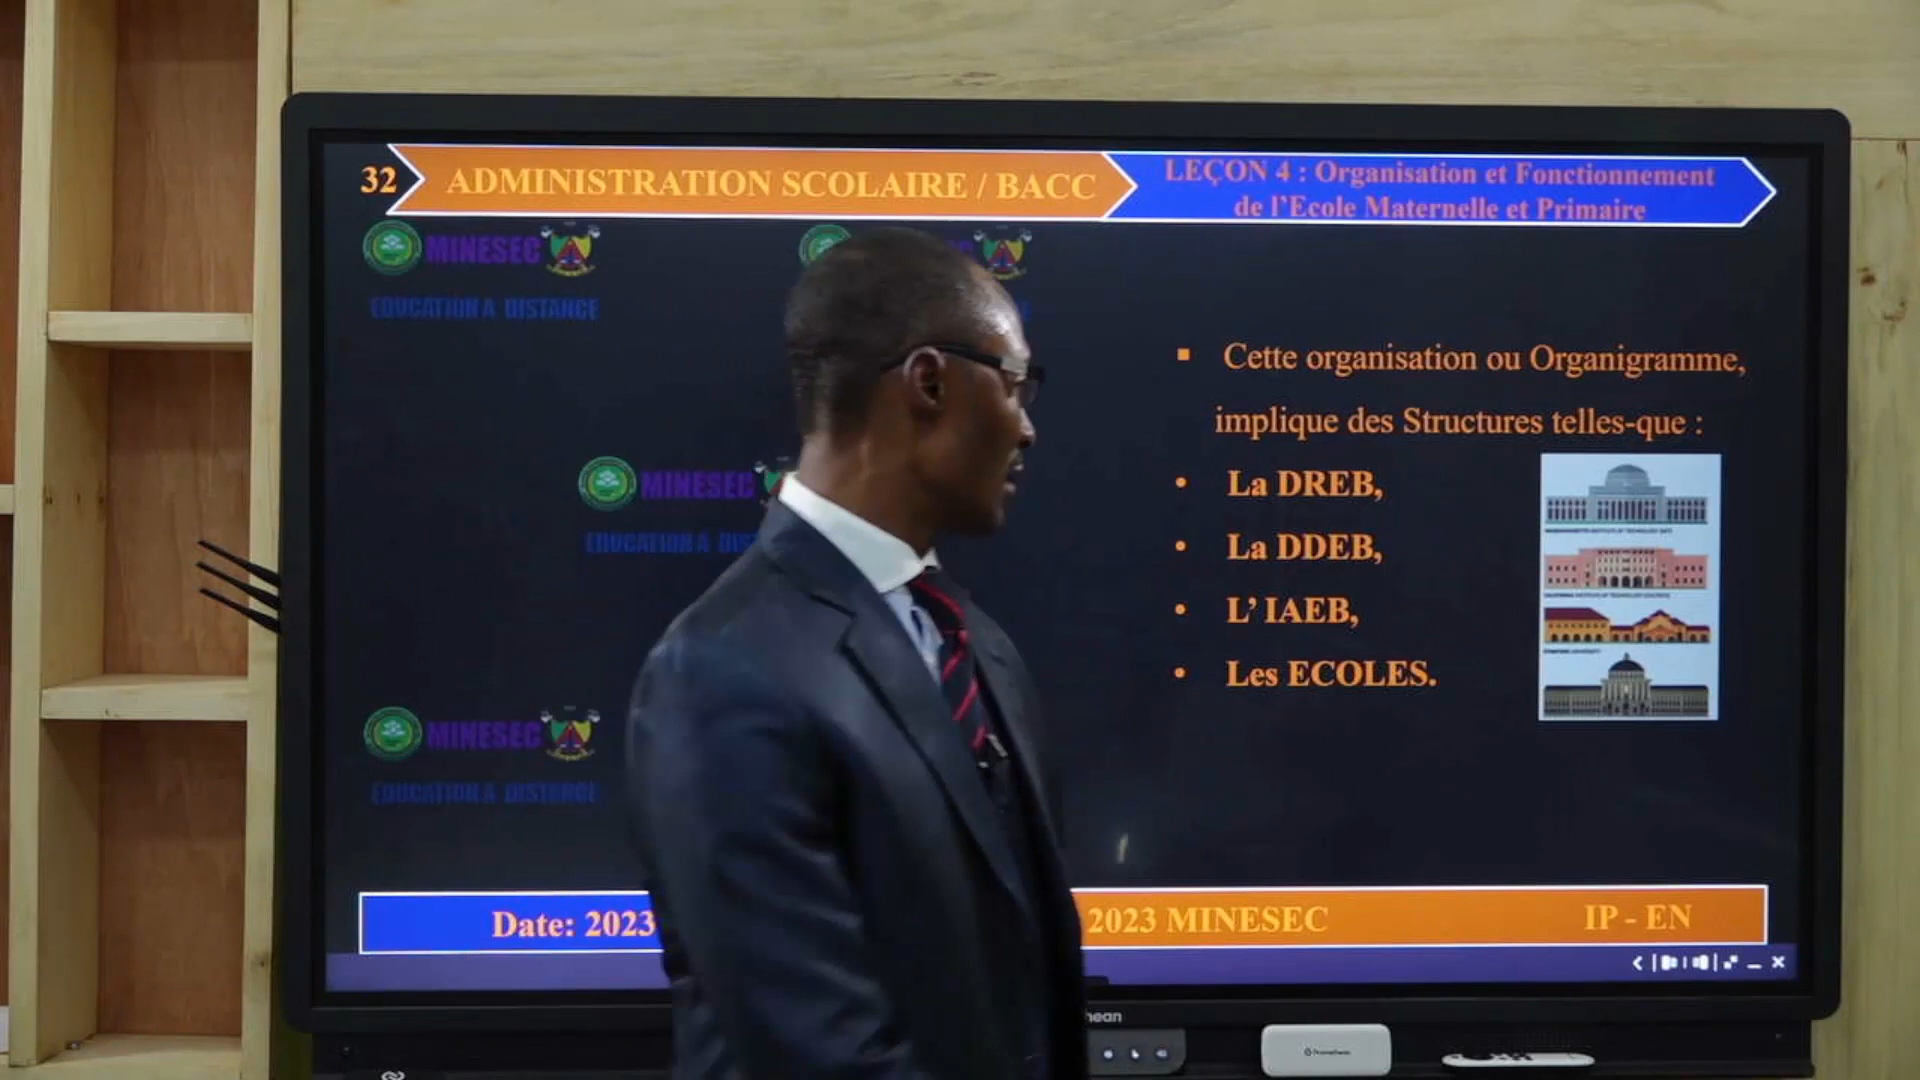 32
ADMINISTRATION SCOLAIRE / BACC
LEÇON 4 : Organisation et Fonctionnement
de l'Ecole Maternelle et Primaire
MINESEC
EDUCATION A DISTANCE
▪ Cette organisation ou Organigramme,
implique des Structures telles-que :
• La DREB,
• La DDEB,
• L' IAEB,
• Les ECOLES.
MINESEC
EDUCATION A
MINESEC
EDUCATION A DISTANCE
Date: 2023
2023 MINESEC
IP - EN
Promethean